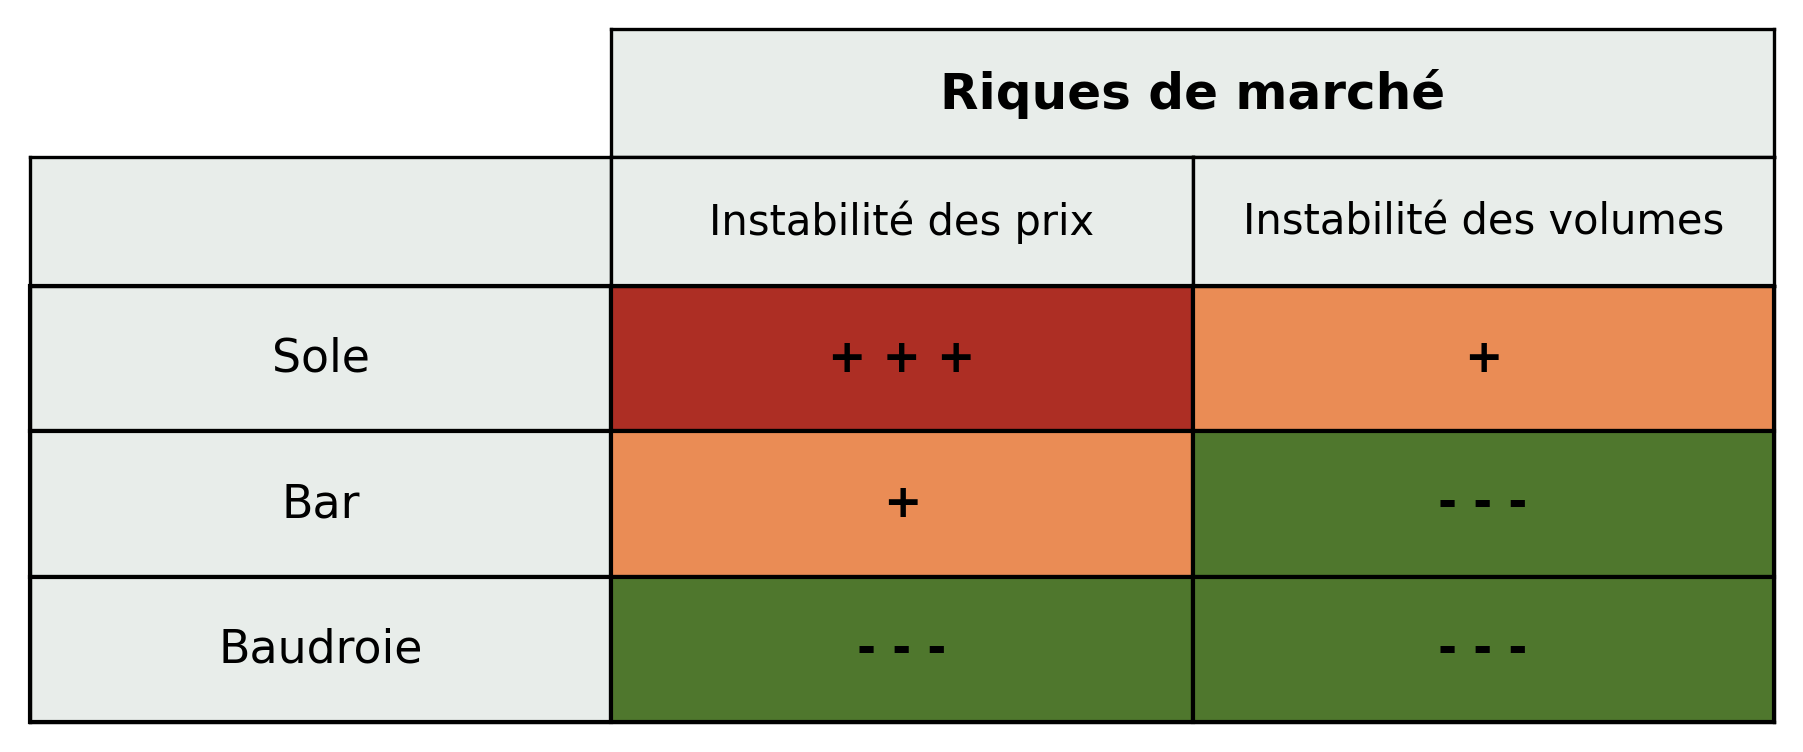 Riques de marché
Instabilité des prix Instabilité des volumes
Sole + + + +
Bar + - - -
Baudroie - - - - - -